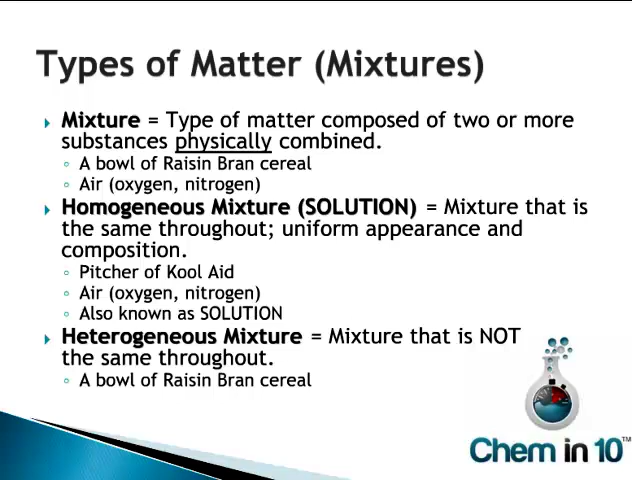 Types of Matter (Mixtures)
Mixture = Type of matter composed of two or more
substances physically combined.
A bowl of Raisin Bran cereal
Air (oxygen, nitrogen)
Homogeneous Mixture (SOLUTION) = Mixture that is
the same throughout; uniform appearance and
composition.
Pitcher of Kool Aid
Air (oxygen, nitrogen)
Also known as SOLUTION
Heterogeneous Mixture = Mixture that is NOT
the same throughout.
A bowl of Raisin Bran cereal
Chem in 10™